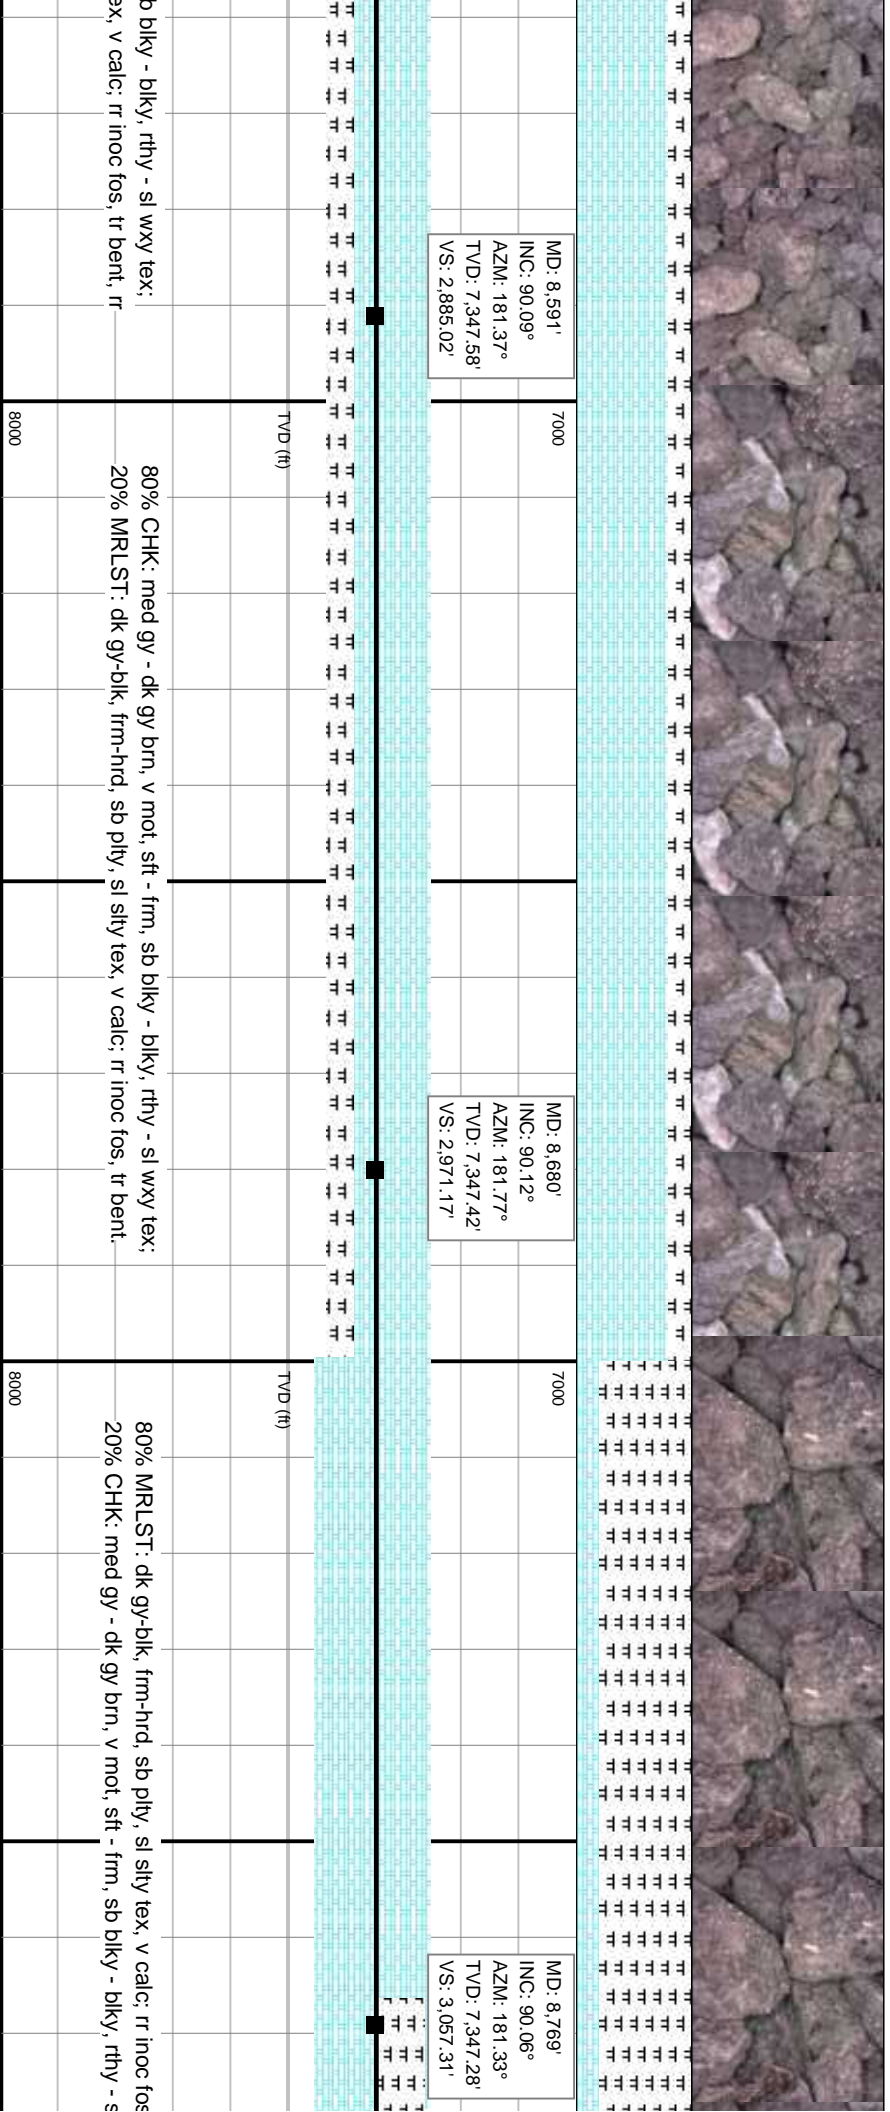 b blky - blky, rthy - sl wxy tex;
ex, v calc; rr inoc fos, tr bent, rr
MD: 8,591'
INC: 90.09°
AZM: 181.37°
TVD: 7,347.58'
VS: 2,885.02'
7000
TVD (ft)
8000
80% CHK: med gy - dk gy brn, v mot, sft - frm, sb blky - blky, rthy - sl wxy tex;
20% MRLST: dk gy-blk, frm-hrd, sb plty, sl slty tex, v calc; rr inoc fos, tr bent.
MD: 8,680'
INC: 90.12°
AZM: 181.77°
TVD: 7,347.42'
VS: 2,971.17'
7000
TVD (ft)
8000
80% MRLST: dk gy-blk, frm-hrd, sb plty, sl slty tex, v calc; rr inoc fos
20% CHK: med gy - dk gy brn, v mot, sft - frm, sb blky - blky, rthy - s
MD: 8,769'
INC: 90.06°
AZM: 181.33°
TVD: 7,347.28'
VS: 3,057.31'